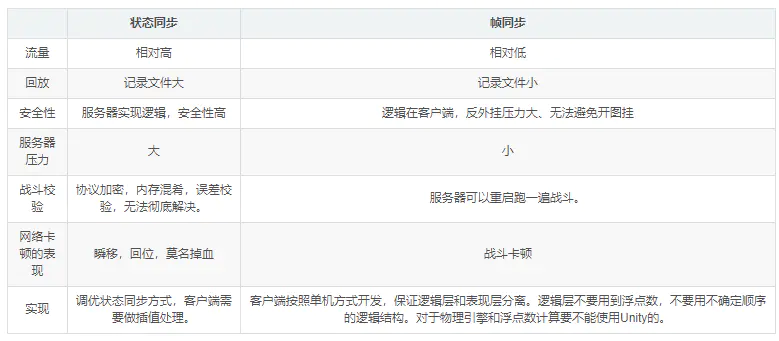 状态同步 帧同步
流量 相对高 相对低
回放 记录文件大 记录文件小
安全性 服务器实现逻辑，安全性高 逻辑在客户端，反外挂压力大、无法避免开图挂
服务器
压力
大 小
战斗校
验
协议加密，内存混肴，误差校
验，无法彻底解决。
服务器可以重启跑一遍战斗。
网络卡
顿的表
现
瞬移，回位，莫名掉血 战斗卡顿
实现
调优状态同步方式，客户端需
要做插值处理。
客户端按照单机方式开发，保证逻辑层和表现层分离。逻辑层不要用到浮点数，不要用不确定顺序
的逻辑结构。对于物理引擎和浮点数计算要不能使用Unity的。